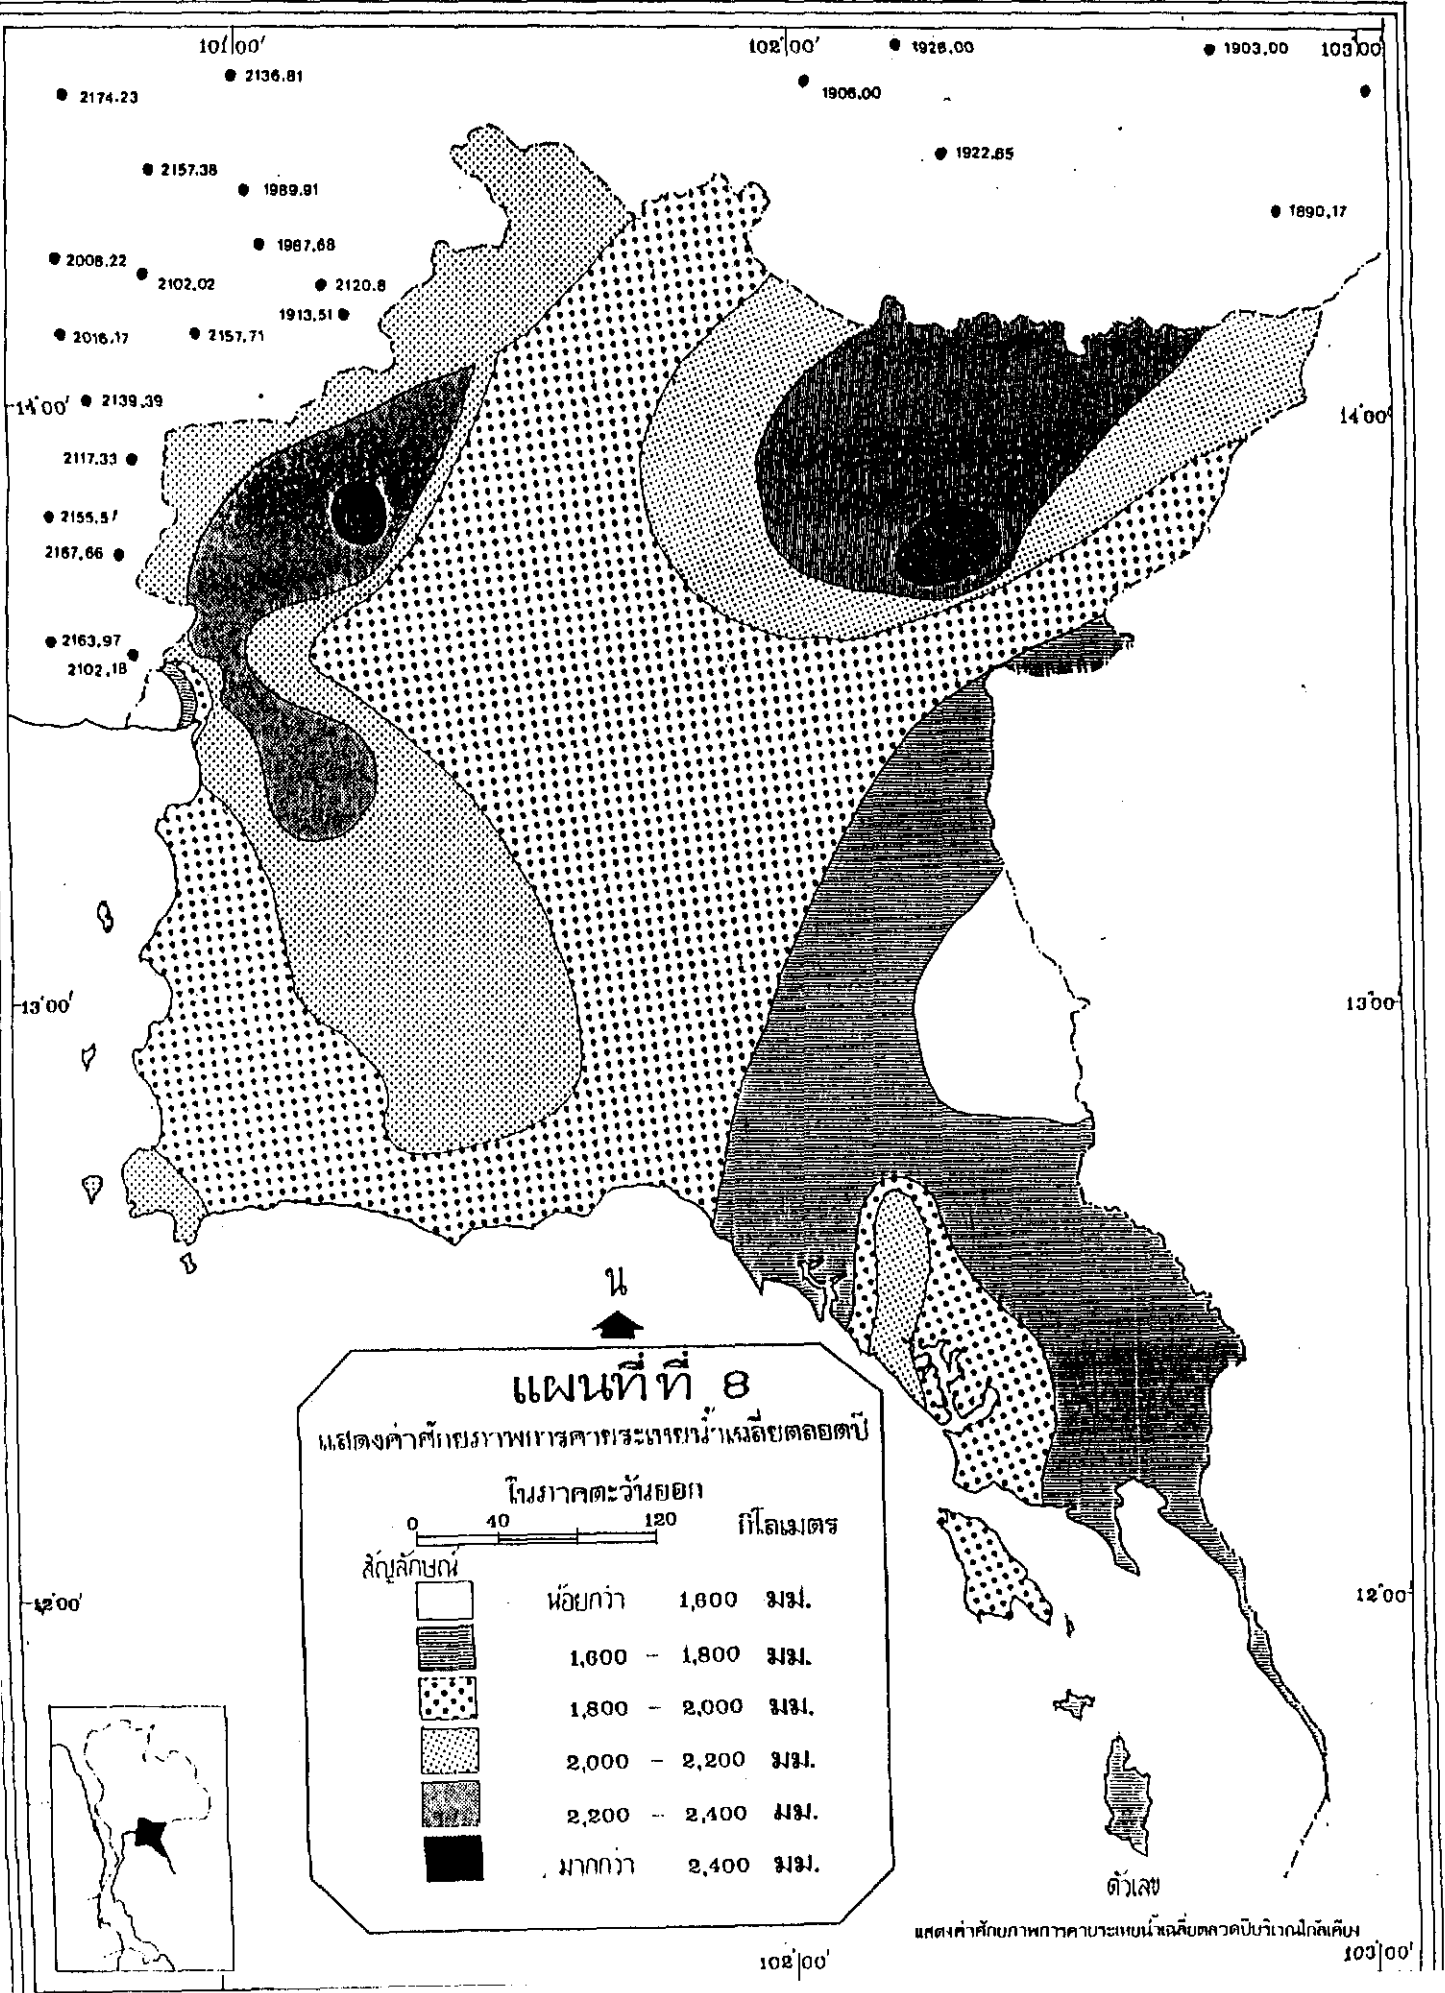 101°00'
102°00'
1926.00
1903.00
103°00'
2136.81
2174.23
1906.00
1922.65
2157.38
1989.91
1890.17
1987.68
2008.22
2102.02
2120.8
1913.51
2016.17
2157.71
14°00'
2139.39
14°00'
2117.33
2155.51
2167.66
2163.97
2102.18
13°00'
13°00'
น
แผนที่ที่ 8
แสดงค่าศักยภาพการคายระเหยน้ำเฉลี่ยตลอดปี
ในภาคตะวันออก
0 40 120 กิโลเมตร
สัญลักษณ์
น้อยกว่า 1,600 มม.
1,600 - 1,800 มม.
1,800 - 2,000 มม.
2,000 - 2,200 มม.
2,200 - 2,400 มม.
มากกว่า 2,400 มม.
12°00'
12°00'
ตัวเลข
แสดงค่าศักยภาพการคายระเหยน้ำเฉลี่ยตลอดปีบริเวณใกล้เคียง
102°00'
103°00'